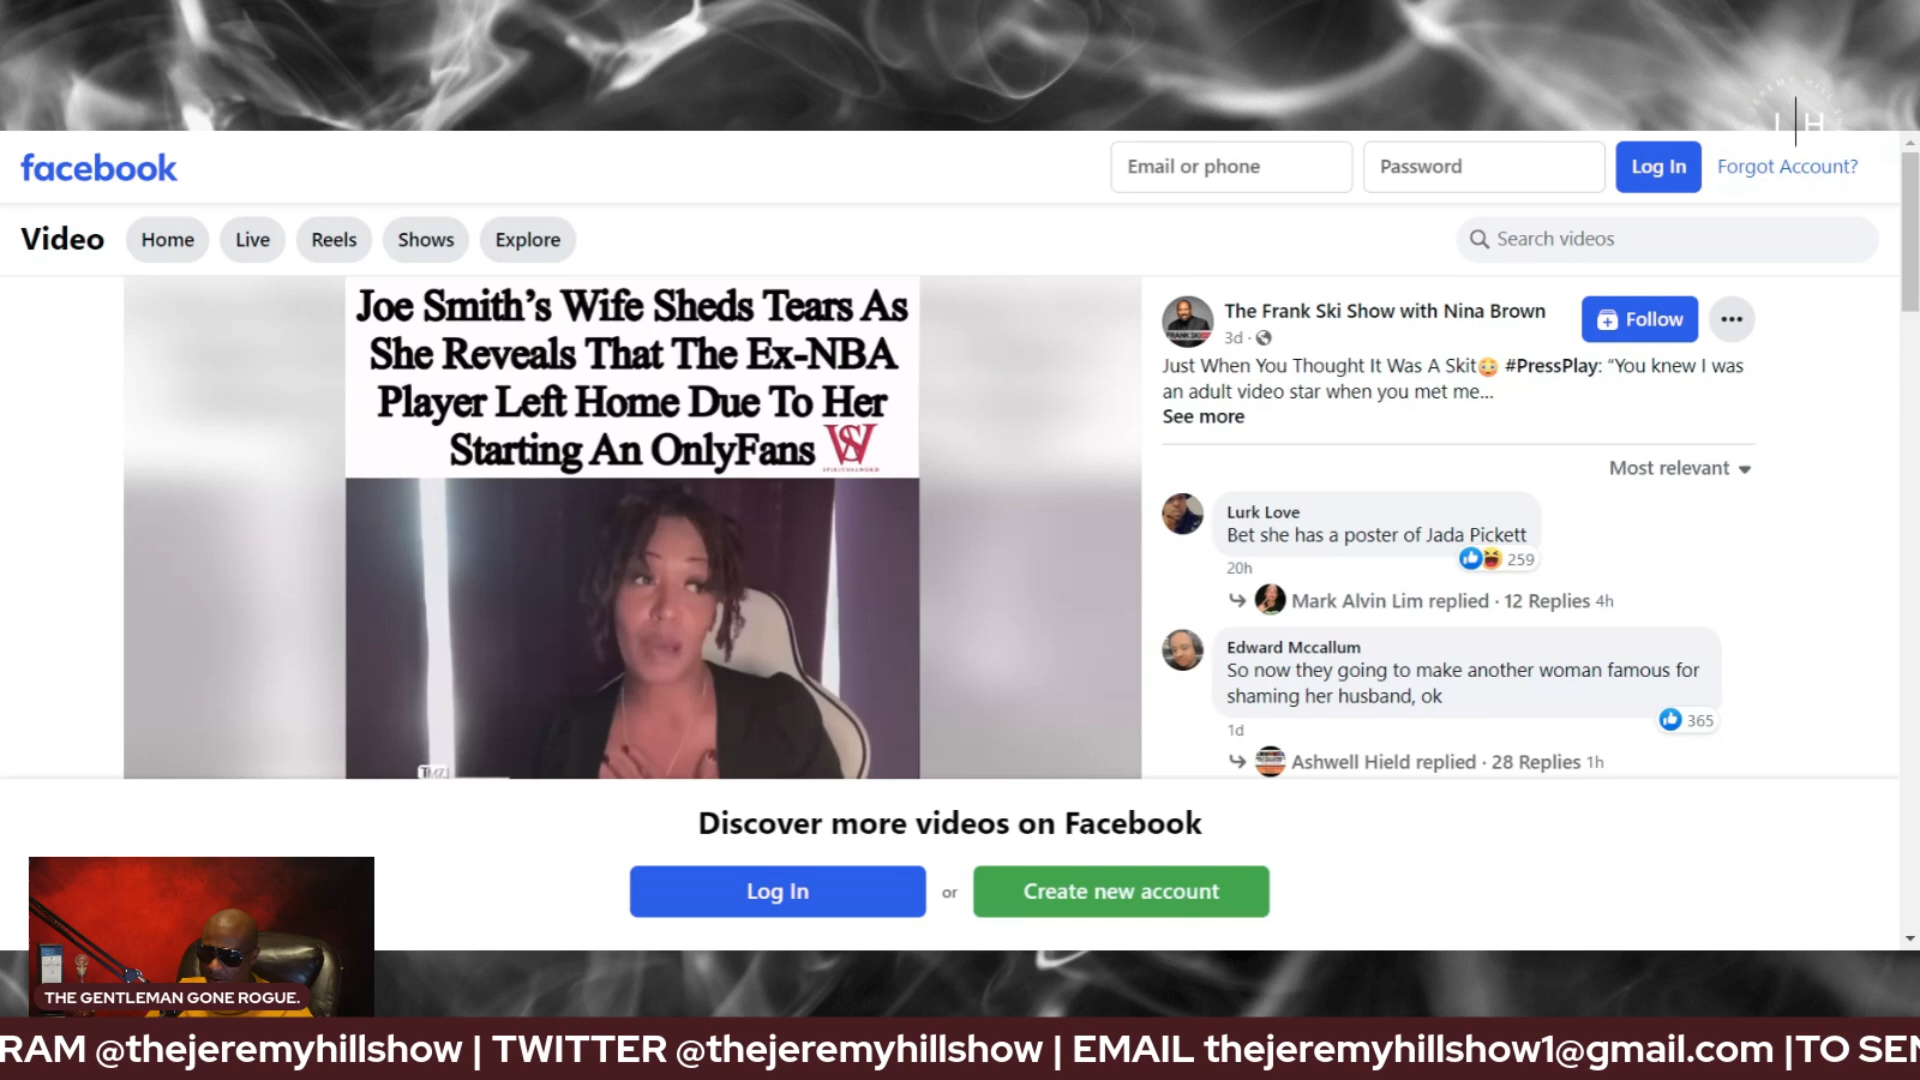 JEREMY HILL
J H
facebook
Email or phone
Password
Log In
Forgot Account?
Video
Home
Live
Reels
Shows
Explore
Search videos
Joe Smith's Wife Sheds Tears As
She Reveals That The Ex-NBA
Player Left Home Due To Her
Starting An OnlyFans
SW
The Frank Ski Show with Nina Brown
3d ·
Follow
Just When You Thought It Was A Skit😳 #PressPlay: “You knew I was
an adult video star when you met me...
See more
Most relevant
Lurk Love
Bet she has a poster of Jada Pickett
259
20h
Mark Alvin Lim replied · 12 Replies 4h
Edward Mccallum
So now they going to make another woman famous for
shaming her husband, ok
365
1d
Ashwell Hield replied · 28 Replies 1h
TMZ
FRANK SKI
Discover more videos on Facebook
Log In
or
Create new account
THE GENTLEMAN GONE ROGUE.
RAM @thejeremyhillshow | TWITTER @thejeremyhillshow | EMAIL thejeremyhillshow1@gmail.com |TO SEN